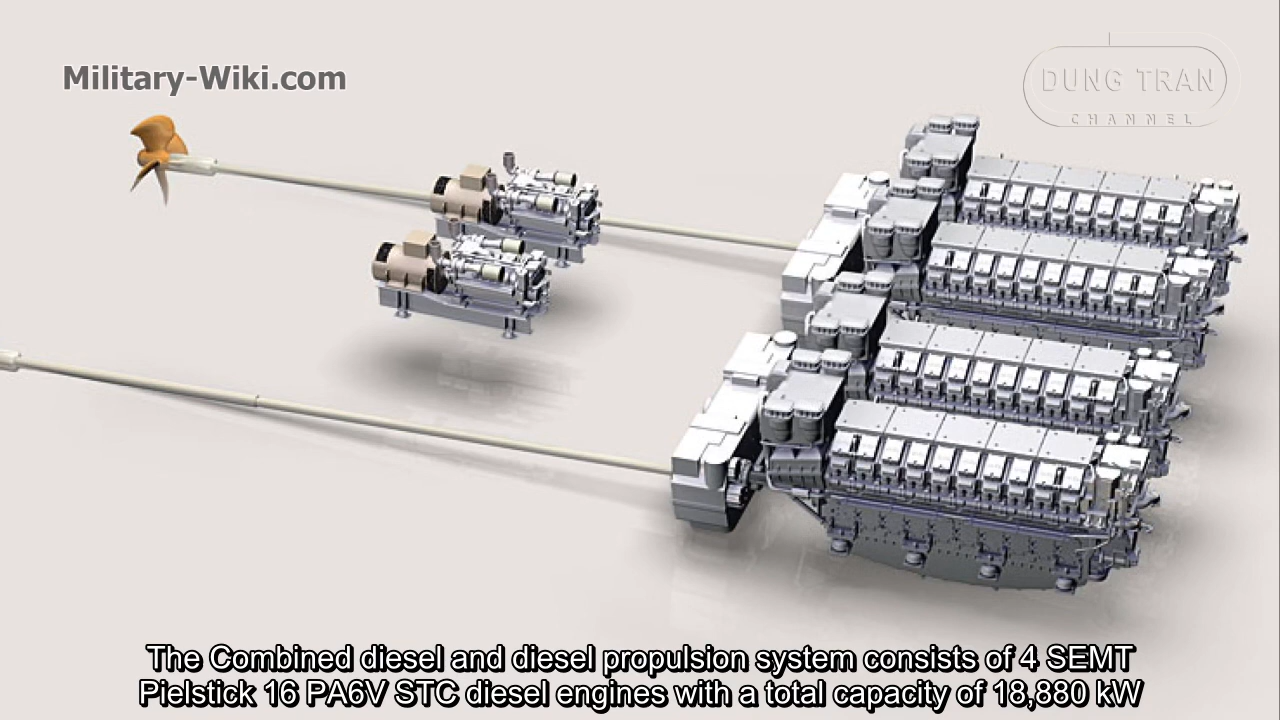 Military-Wiki.com
DUNG TRAN
CHANNEL
The Combined diesel and diesel propulsion system consists of 4 SEMT
Pielstick 16 PA6V STC diesel engines with a total capacity of 18,880 kW